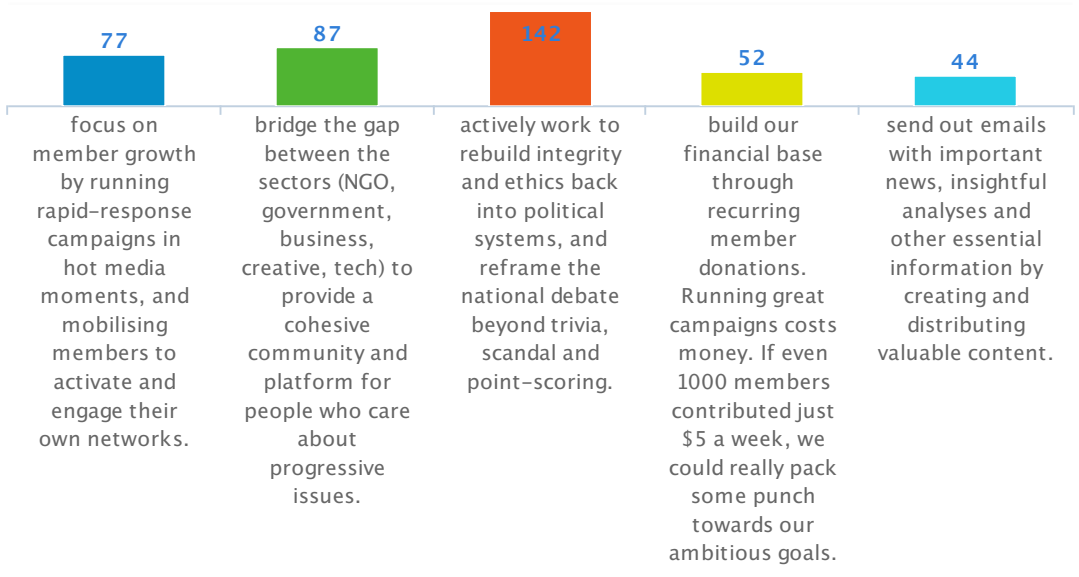 77
87
142
52
44
focus on
member growth
by running
rapid-response
campaigns in
hot media
moments, and
mobilising
members to
activate and
engage their
own networks.
bridge the gap
between the
sectors (NGO,
government,
business,
creative, tech) to
provide a
cohesive
community and
platform for
people who care
about
progressive
issues.
actively work to
rebuild integrity
and ethics back
into political
systems, and
reframe the
national debate
beyond trivia,
scandal and
point-scoring.
build our
financial base
through
recurring
member
donations.
Running great
campaigns costs
money. If even
1000 members
contributed just
$5 a week, we
could really pack
some punch
towards our
ambitious goals.
send out emails
with important
news, insightful
analyses and
other essential
information by
creating and
distributing
valuable content.